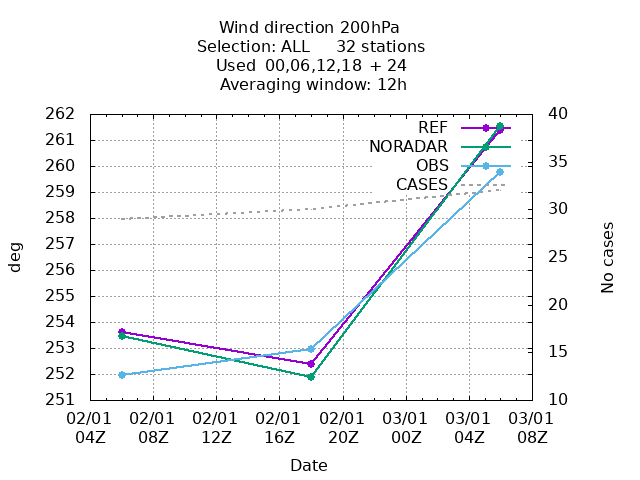 Wind direction 200hPa
Selection: ALL 32 stations
Used 00,06,12,18 + 24
Averaging window: 12h
262
261
260
259
258
257
256
255
254
253
252
251
deg
40
35
30
25
20
15
10
No cases
REF
NORADAR
OBS
CASES
02/01 02/01 02/01 02/01 02/01 03/01 03/01 03/01
04Z 08Z 12Z 16Z 20Z 00Z 04Z 08Z
Date